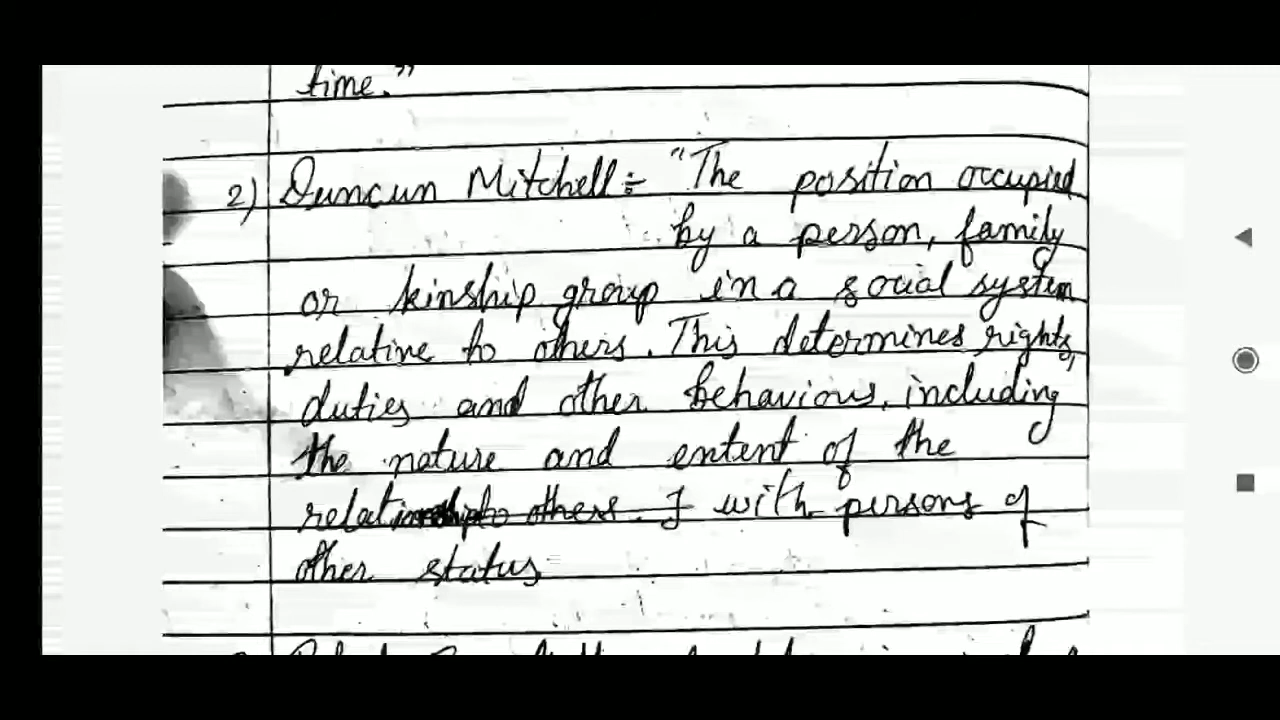 time."
2) Duncun Mitchell:- "The position occupied
by a person, family
or kinship group in a social system
relative to others. This determines rights,
duties and other behaviours, including
the nature and entent of the
relationship others. I with persons of
other status